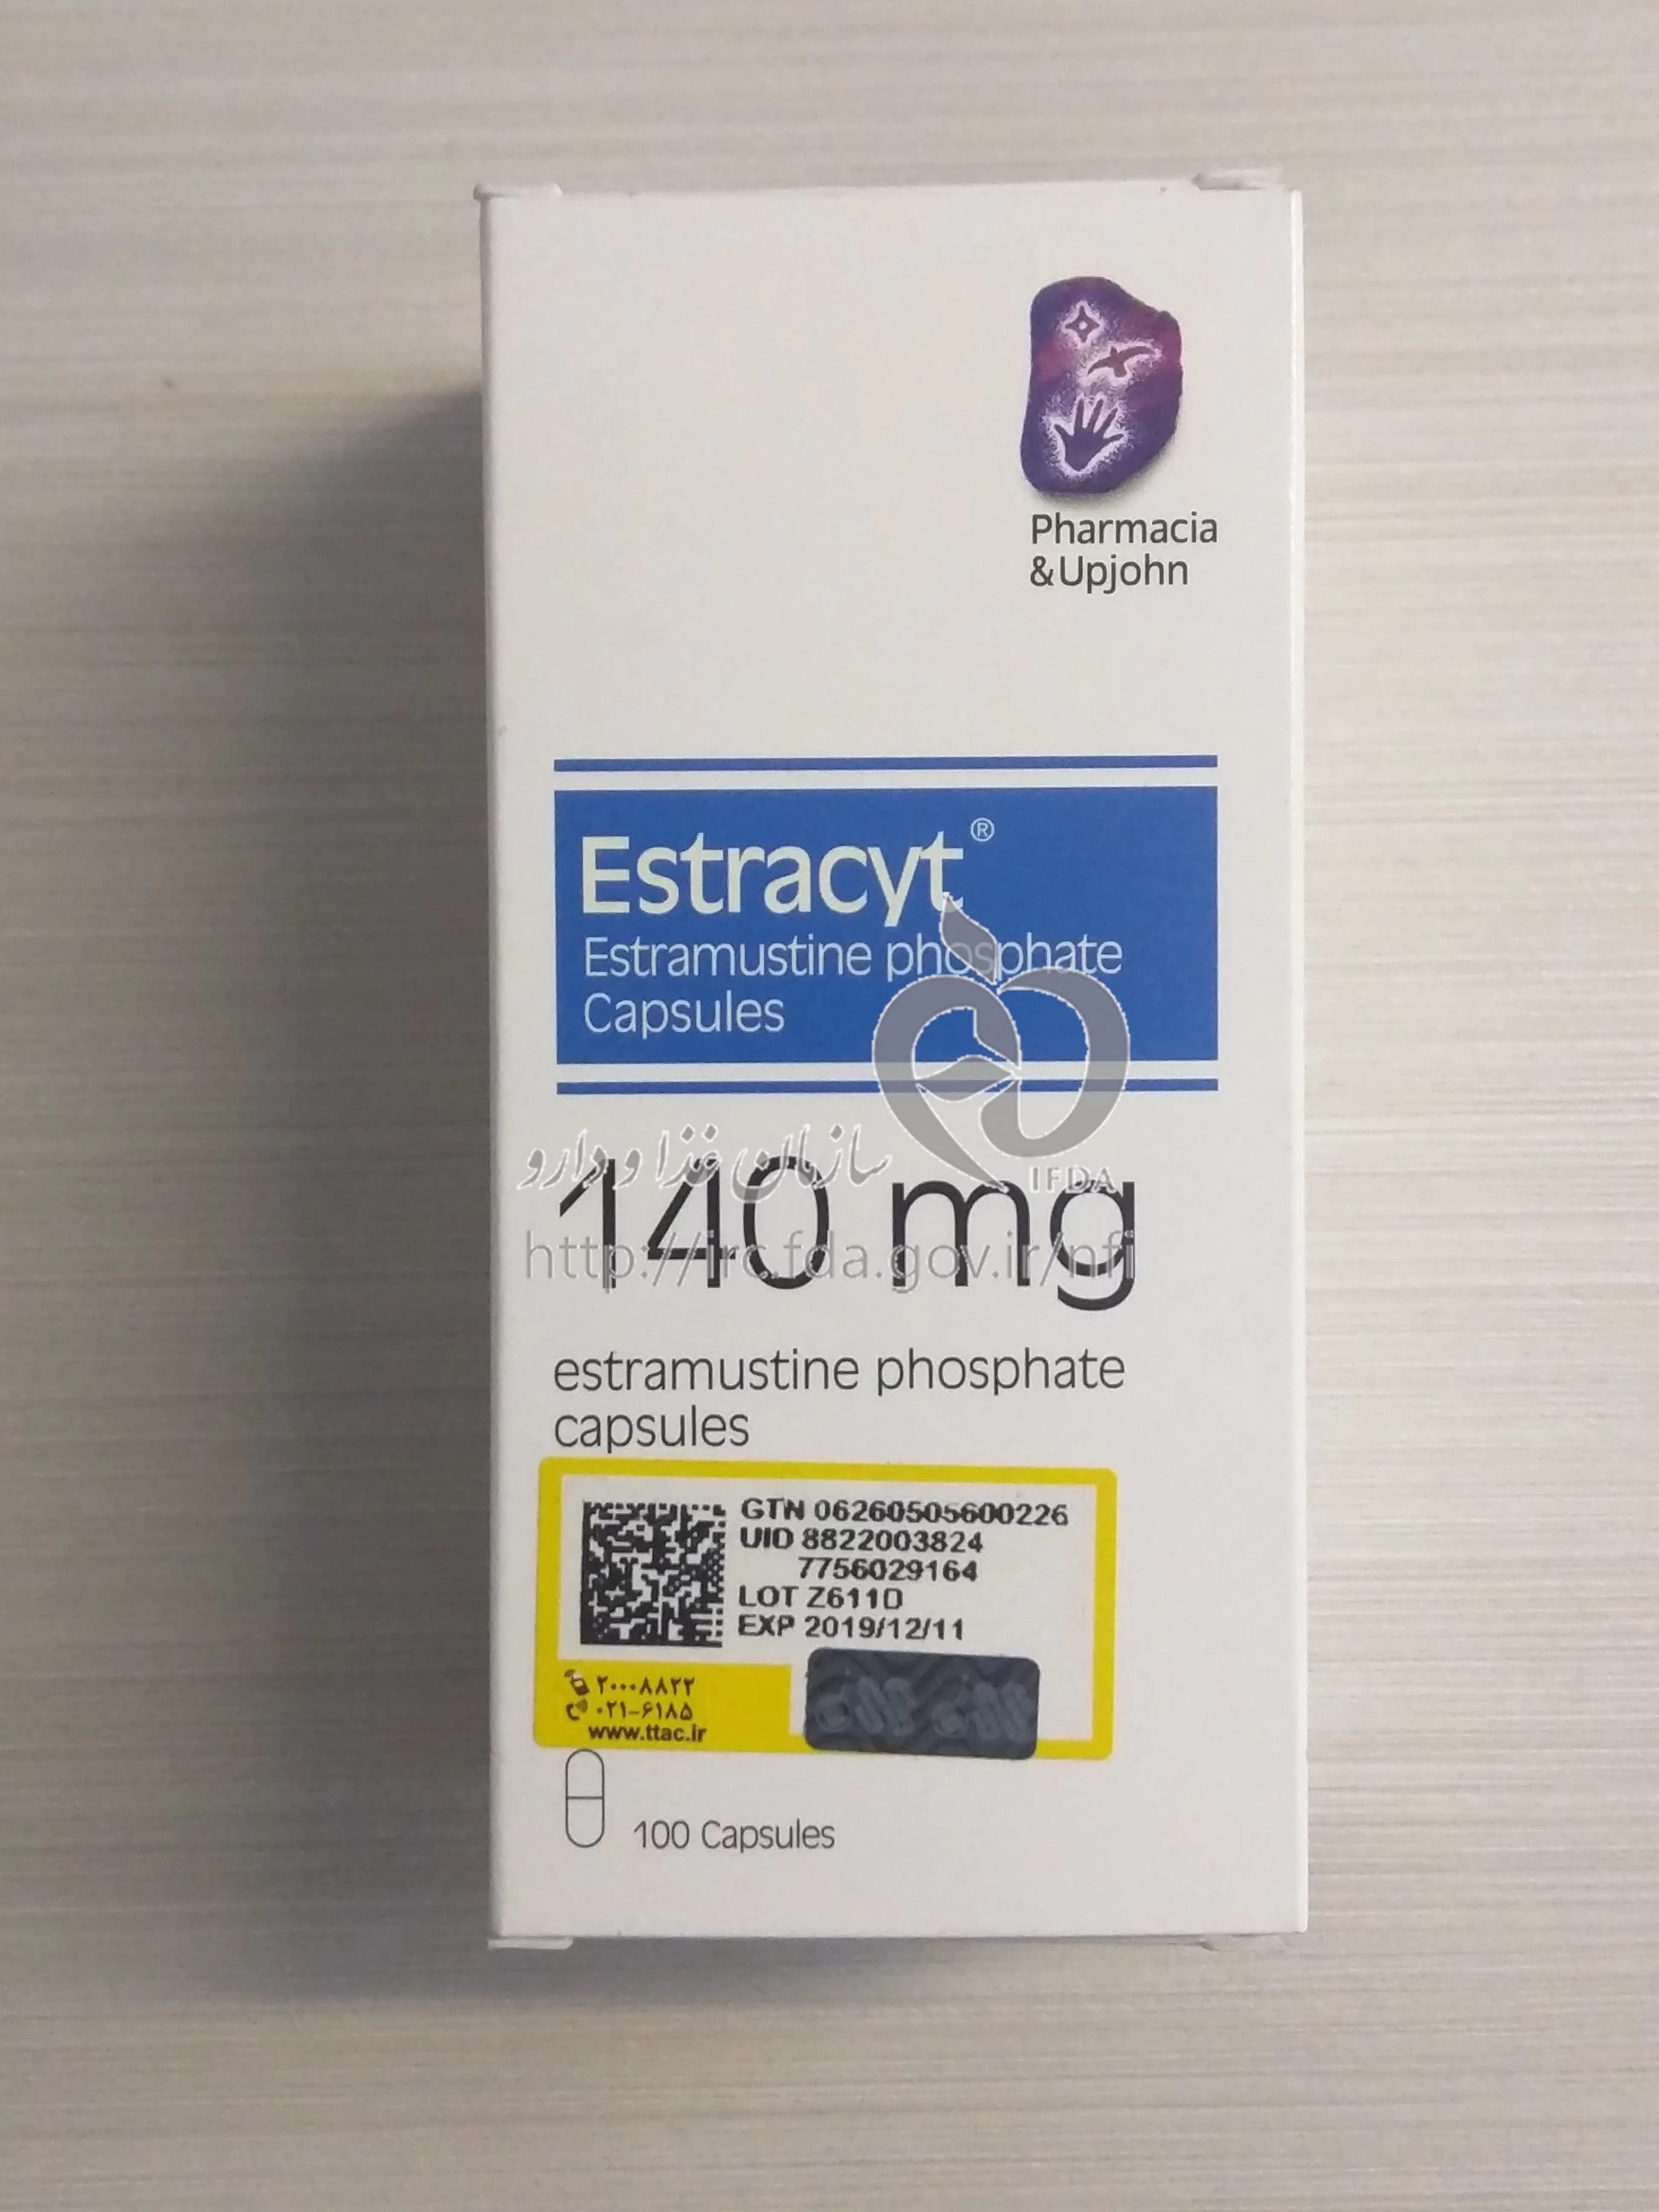 Pharmacia
&Upjohn
Estracyt®
Estramustine phosphate
Capsules
سازمان غذا و دارو
IFDA
140 mg
http://irc.fda.gov.ir/nfi
estramustine phosphate
capsules
GTN 06260505600226
UID 8822003824
7756029164
LOT Z611D
EXP 2019/12/11
۲۰۰۰۸۸۲۲
۰۲۱-۶۱۸۵
www.ttac.ir
100 Capsules